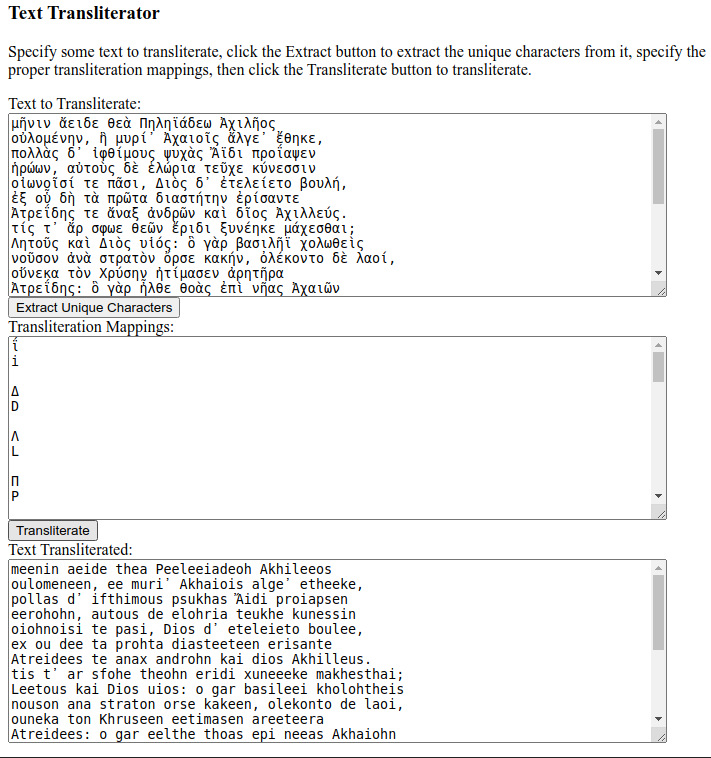 Text Transliterator
Specify some text to transliterate, click the Extract button to extract the unique characters from it, specify the
proper transliteration mappings, then click the Transliterate button to transliterate.
Text to Transliterate:
μῆνιν ἄειδε θεὰ Πηληϊάδεω Ἀχιλῆος
οὐλομένην, ἣ μυρί᾽ Ἀχαιοῖς ἄλγε᾽ ἔθηκε,
πολλὰς δ᾽ ἰφθίμους ψυχὰς Ἄϊδι προΐαψεν
ἡρώων, αὐτοὺς δὲ ἑλώρια τεῦχε κύνεσσιν
οἰωνοῖσί τε πᾶσι, Διὸς δ᾽ ἐτελείετο βουλή,
ἐξ οὗ δὴ τὰ πρῶτα διαστήτην ἐρίσαντε
Ἀτρεΐδης τε ἄναξ ἀνδρῶν καὶ δῖος Ἀχιλλεύς.
τίς τ᾽ ἄρ σφωε θεῶν ἔριδι ξυνέηκε μάχεσθαι;
Λητοῦς καὶ Διὸς υἱός: ὃ γὰρ βασιλῆϊ χολωθεὶς
νοῦσον ἀνὰ στρατὸν ὄρσε κακήν, ὀλέκοντο δὲ λαοί,
οὕνεκα τὸν Χρύσην ἠτίμασεν ἀρητῆρα
Ἀτρεΐδης: ὃ γὰρ ἦλθε θοὰς ἐπὶ νῆας Ἀχαιῶν
Extract Unique Characters
Transliteration Mappings:
ΐ
i
Δ
D
Λ
L
Π
P
Transliterate
Text Transliterated:
meenin aeide thea Peeleeiadeoh Akhileeos
oulomeneen, ee muri᾽ Akhaiois alge᾽ etheeke,
pollas d᾽ ifthimous psukhas Ἄidi proiapsen
eerohohn, autous de elohria teukhe kunessin
oiohnoisi te pasi, Dios d᾽ eteleieto boulee,
ex ou dee ta prohta diasteeteen erisante
Atreidees te anax androhn kai dios Akhilleus.
tis t᾽ ar sfohe theohn eridi xuneeeke makhesthai;
Leetous kai Dios uios: o gar basileei kholohtheis
nouson ana straton orse kakeen, olekonto de laoi,
ouneka ton Khruseen eetimasen areeteera
Atreidees: o gar eelthe thoas epi neeas Akhaiohn